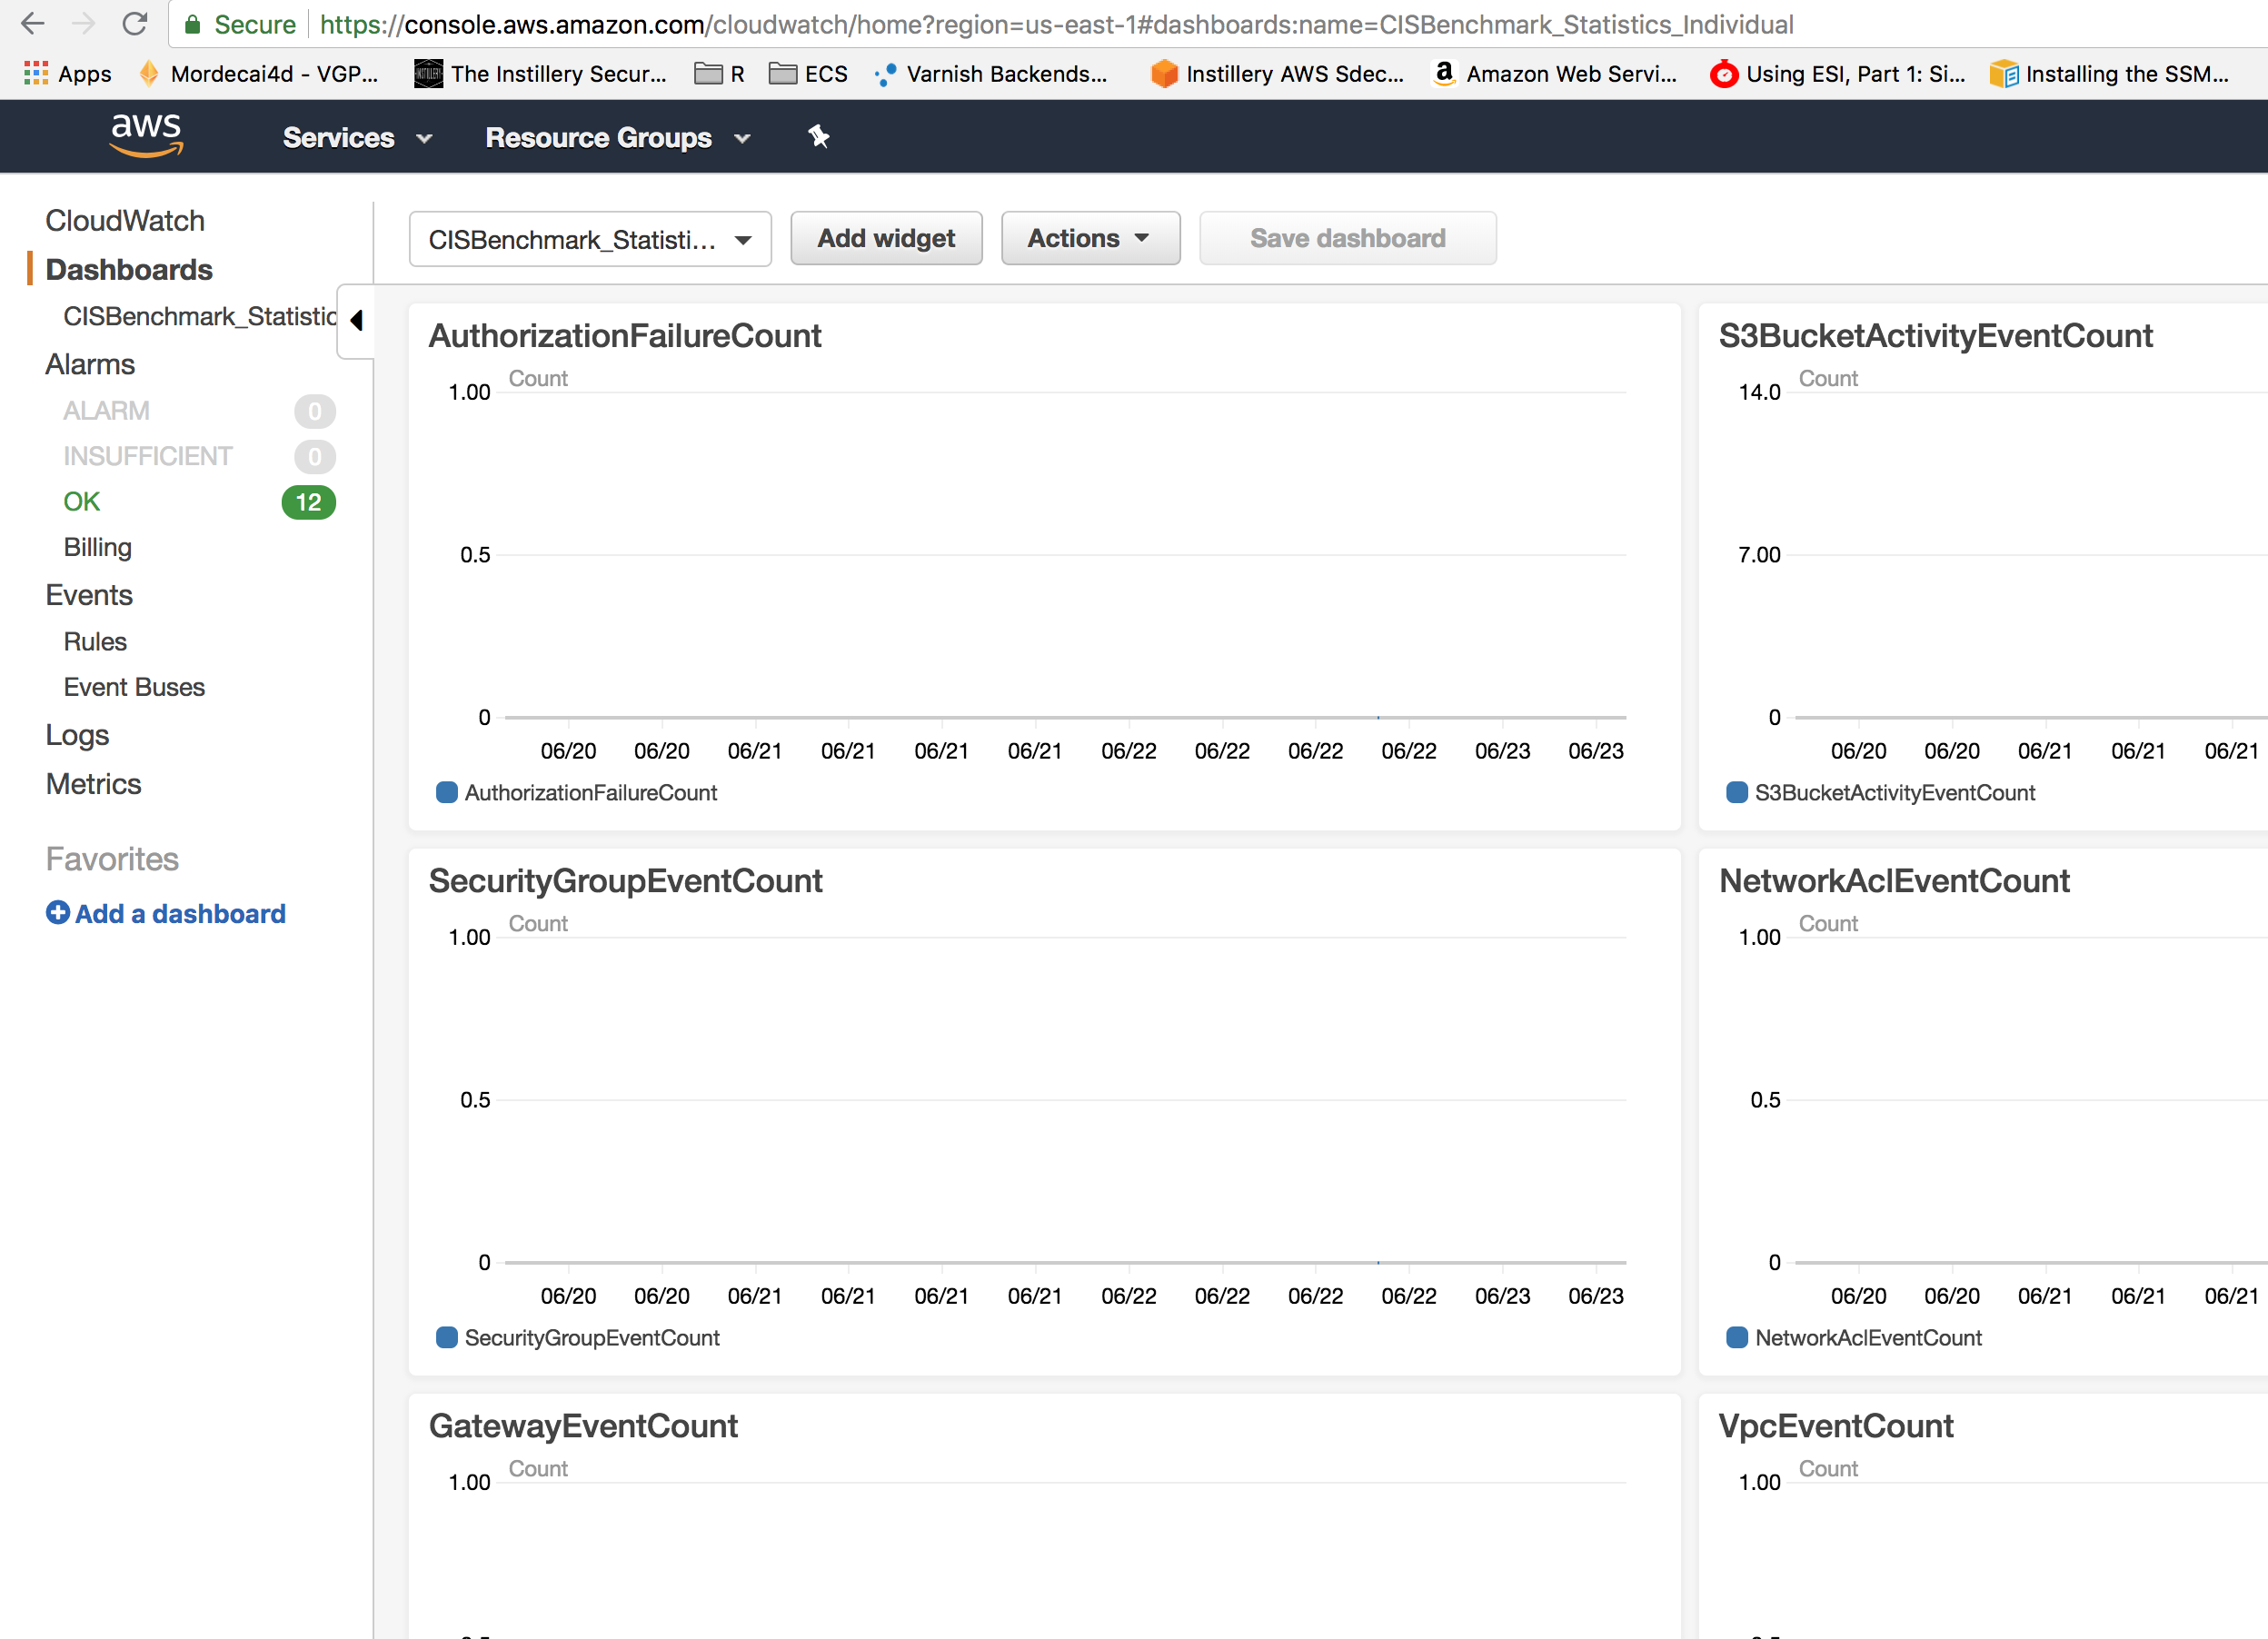 Secure https://console.aws.amazon.com/cloudwatch/home?region=us-east-1#dashboards:name=CISBenchmark_Statistics_Individual
Apps Mordecai4d - VGP... The Instillery Secur... R ECS Varnish Backends... Instillery AWS Sdec... Amazon Web Servi... Using ESI, Part 1: Si... Installing the SSM...
aws Services Resource Groups
CloudWatch
Dashboards
CISBenchmark_Statistic
Alarms
ALARM 0
INSUFFICIENT 0
OK 12
Billing
Events
Rules
Event Buses
Logs
Metrics
Favorites
Add a dashboard
CISBenchmark_Statisti... Add widget Actions Save dashboard
AuthorizationFailureCount
Count
1.00
0.5
0
06/20 06/20 06/21 06/21 06/21 06/21 06/22 06/22 06/22 06/22 06/23 06/23
AuthorizationFailureCount
S3BucketActivityEventCount
Count
14.0
7.00
0
06/20 06/20 06/21 06/21 06/21
S3BucketActivityEventCount
SecurityGroupEventCount
Count
1.00
0.5
0
06/20 06/20 06/21 06/21 06/21 06/21 06/22 06/22 06/22 06/22 06/23 06/23
SecurityGroupEventCount
NetworkAclEventCount
Count
1.00
0.5
0
06/20 06/20 06/21 06/21 06/21
NetworkAclEventCount
GatewayEventCount
Count
1.00
VpcEventCount
Count
1.00